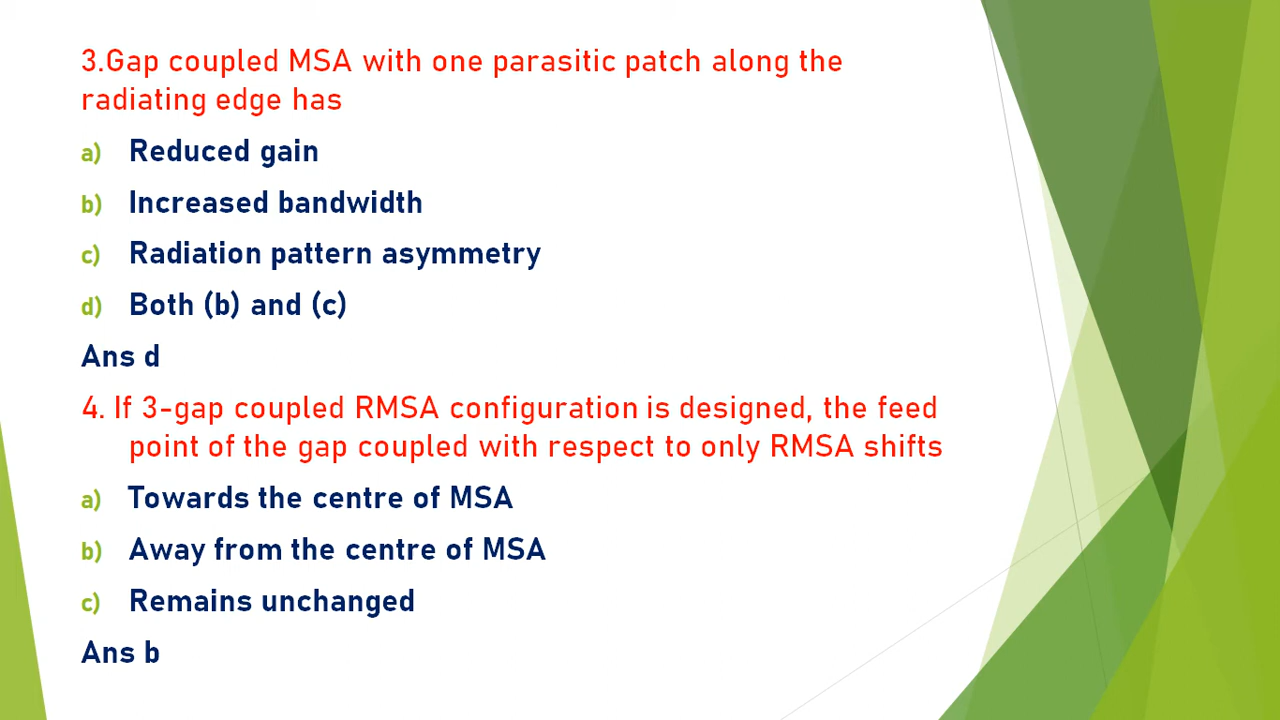 3.Gap coupled MSA with one parasitic patch along the
radiating edge has
a) Reduced gain
b) Increased bandwidth
c) Radiation pattern asymmetry
d) Both (b) and (c)
Ans d
4. If 3-gap coupled RMSA configuration is designed, the feed
point of the gap coupled with respect to only RMSA shifts
a) Towards the centre of MSA
b) Away from the centre of MSA
c) Remains unchanged
Ans b